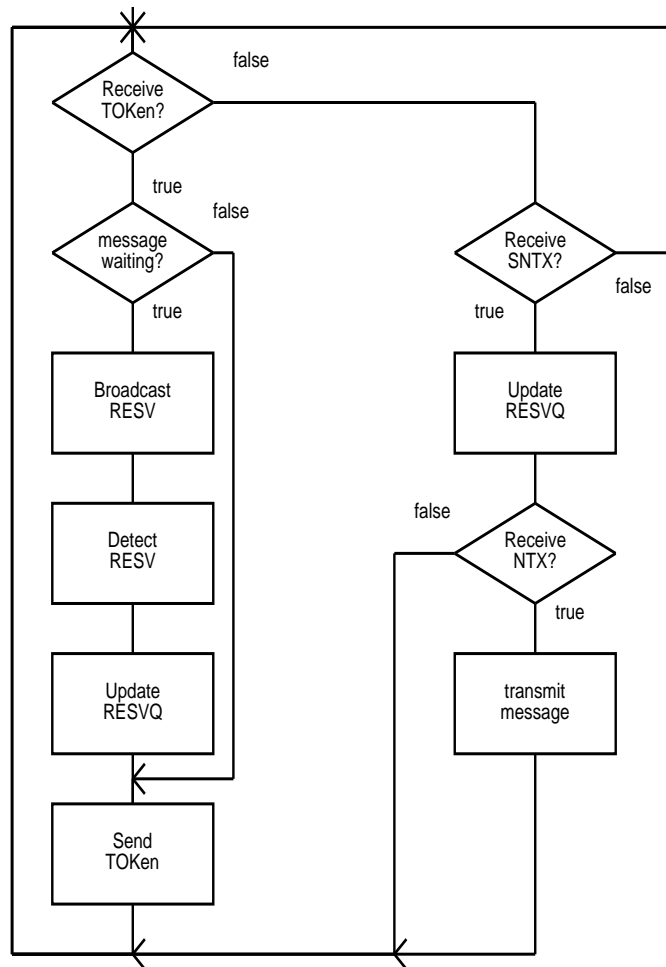 false
Receive
TOKen?
true
false
message
waiting?
Receive
SNTX?
false
true
true
Broadcast
RESV
Update
RESVQ
false
Detect
RESV
Receive
NTX?
true
Update
RESVQ
transmit
message
Send
TOKen